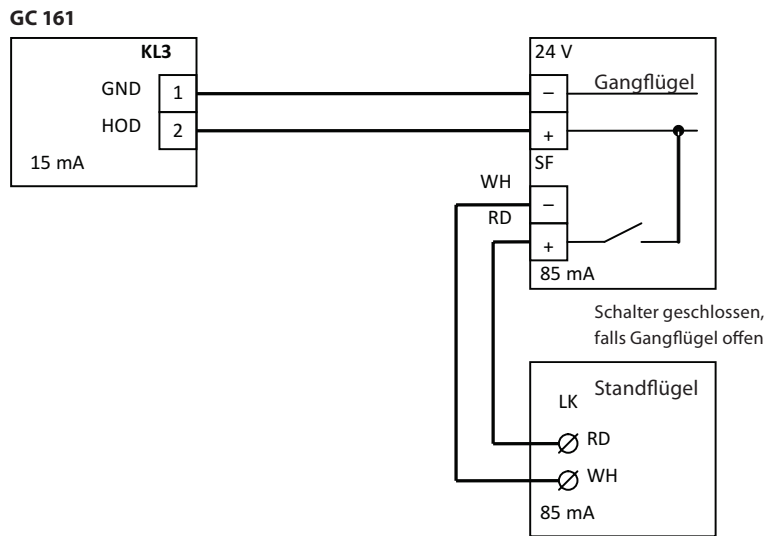 GC 161
KL3
GND 1
HOD 2
15 mA
24 V
– Gangflügel
+
SF
WH –
RD +
85 mA
Schalter geschlossen,
falls Gangflügel offen
Standflügel
LK
RD
WH
85 mA